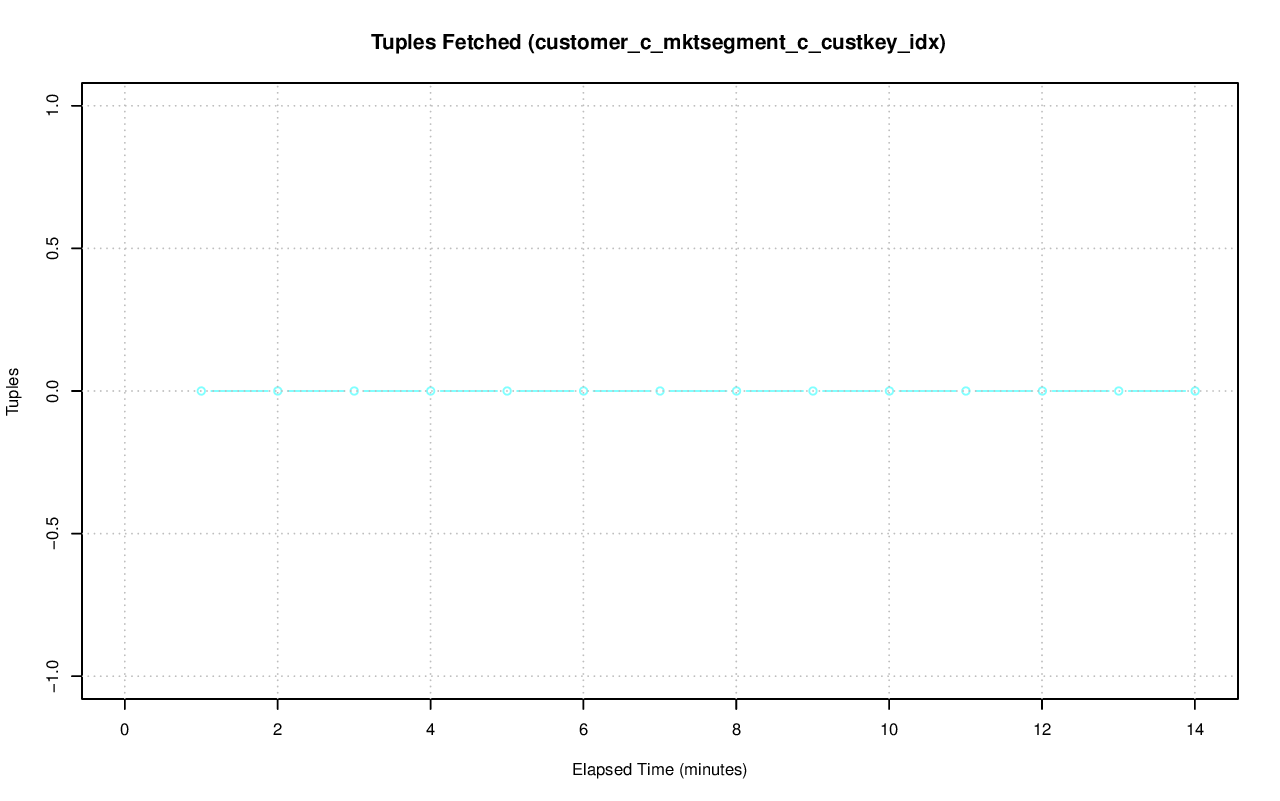 Tuples Fetched (customer_c_mktsegment_c_custkey_idx)
1.0
0.5
0.0
−0.5
−1.0
Tuples
0 2 4 6 8 10 12 14
Elapsed Time (minutes)